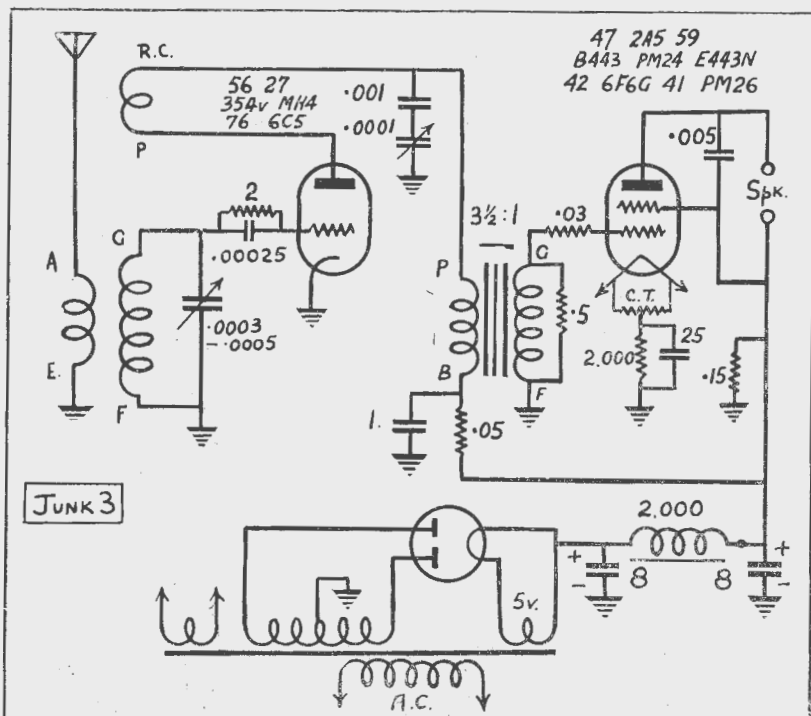 47 2A5 59
B443 PM24 E443N
42 6F6G 41 PM26
R.C.
56 27
354V MH4
76 6C5
P
.001
.0001
.005
Spk.
2
.00025
3½:1
.03
G
A
G
P
.0003
-.0005
C.T.
.5
25
2.000
.15
E.
F
B
F
1.
.05
JUNK 3
2.000
+
-
8
8
+
-
5v.
A.C.